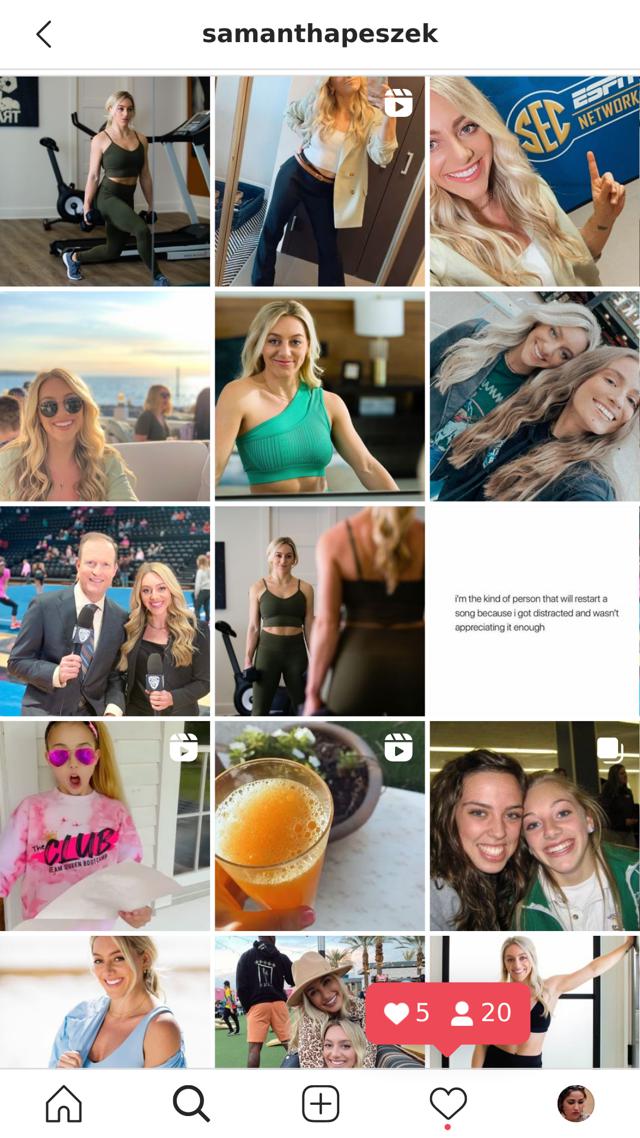 samanthapeszek
TRX
SEC
ESPN
NETWORK
i'm the kind of person that will restart a
song because i got distracted and wasn't
appreciating it enough
The
CLUB
TEAM QUEEN BOOTCAMP
5 20